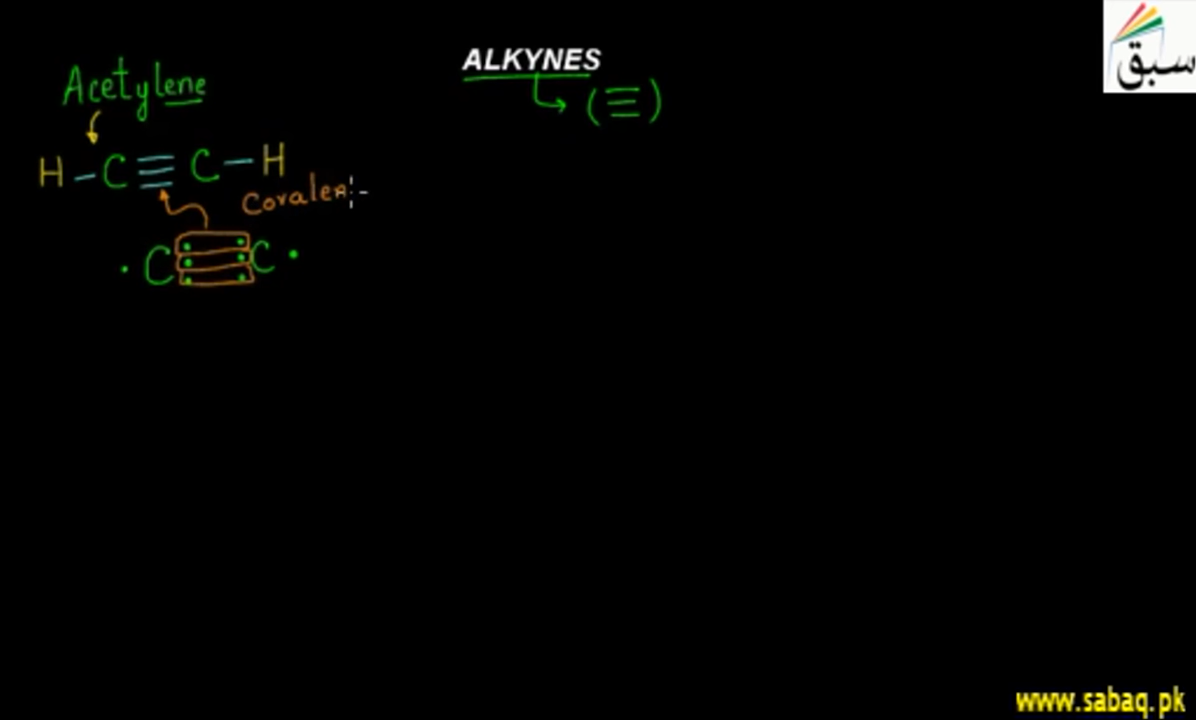 ALKYNES
(≡)
Acetylene
H-C≡C-H
Covalen
·C⋮⋮C·
سبق
www.sabaq.pk